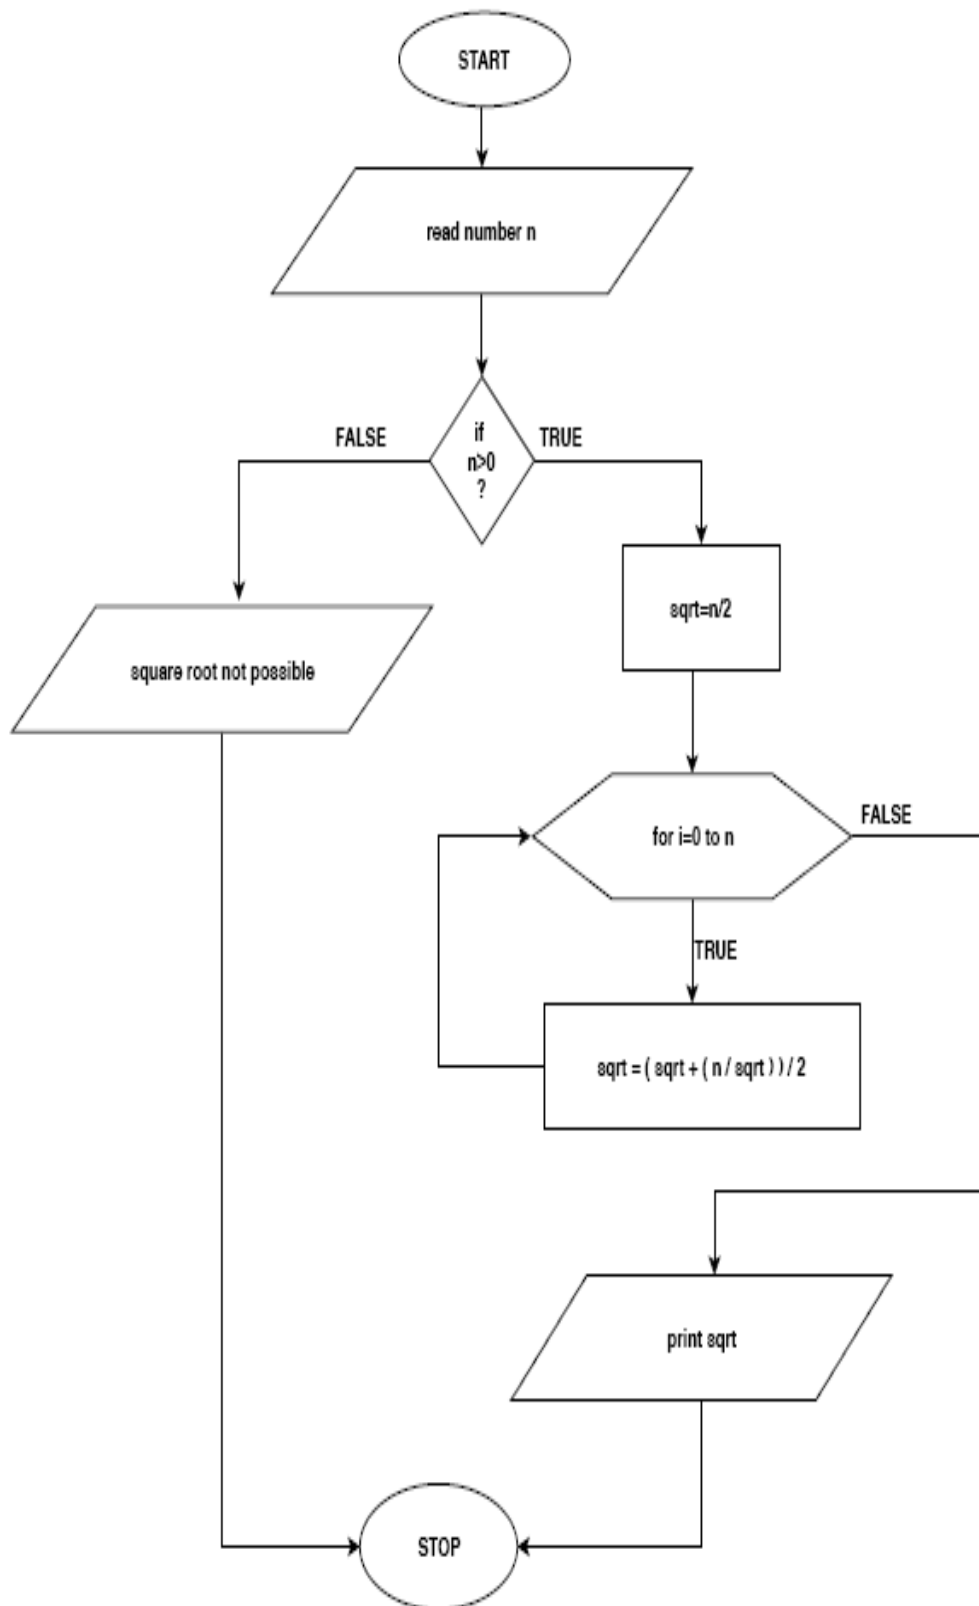 START
read number n
if
n>0
?
FALSE
TRUE
sqrt=n/2
square root not possible
for i=0 to n
FALSE
TRUE
sqrt = ( sqrt + ( n / sqrt ) ) / 2
print sqrt
STOP